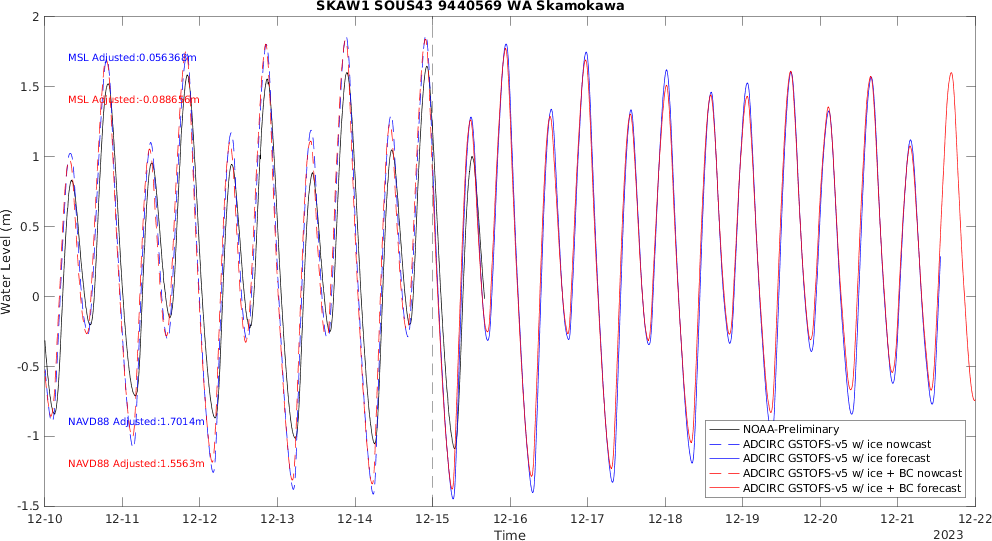 SKAW1 SOUS43 9440569 WA Skamokawa
2
1.5
1
0.5
0
-0.5
-1
-1.5
Water Level (m)
MSL Adjusted:0.056368m
MSL Adjusted:-0.088656m
NAVD88 Adjusted:1.7014m
NAVD88 Adjusted:1.5563m
NOAA-Preliminary
ADCIRC GSTOFS-v5 w/ ice nowcast
ADCIRC GSTOFS-v5 w/ ice forecast
ADCIRC GSTOFS-v5 w/ ice + BC nowcast
ADCIRC GSTOFS-v5 w/ ice + BC forecast
12-10 12-11 12-12 12-13 12-14 12-15 12-16 12-17 12-18 12-19 12-20 12-21 12-22
Time
2023